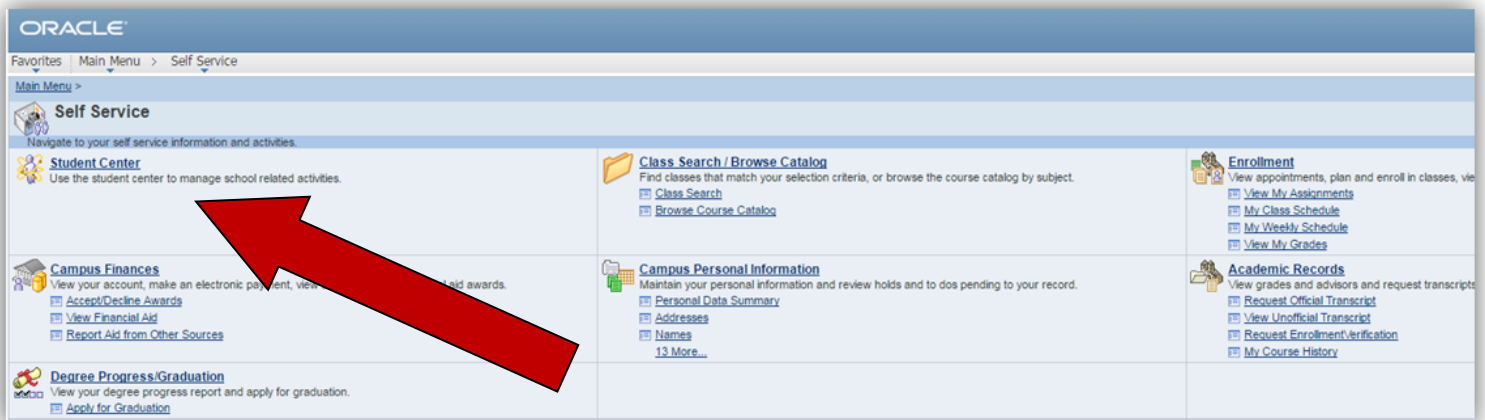 ORACLE
Favorites Main Menu > Self Service
Main Menu >
Self Service
Navigate to your self service information and activities.
Student Center
Use the student center to manage school related activities.
Class Search / Browse Catalog
Find classes that match your selection criteria, or browse the course catalog by subject.
Class Search
Browse Course Catalog
Enrollment
View appointments, plan and enroll in classes, vie
View My Assignments
My Class Schedule
My Weekly Schedule
View My Grades
Campus Finances
View your account, make an electronic payment, view aid awards.
Accept/Decline Awards
View Financial Aid
Report Aid from Other Sources
Campus Personal Information
Maintain your personal information and review holds and to dos pending to your record.
Personal Data Summary
Addresses
Names
13 More...
Academic Records
View grades and advisors and request transcripts
Request Official Transcript
View Unofficial Transcript
Request Enrollment Verification
My Course History
Degree Progress/Graduation
View your degree progress report and apply for graduation.
Apply for Graduation